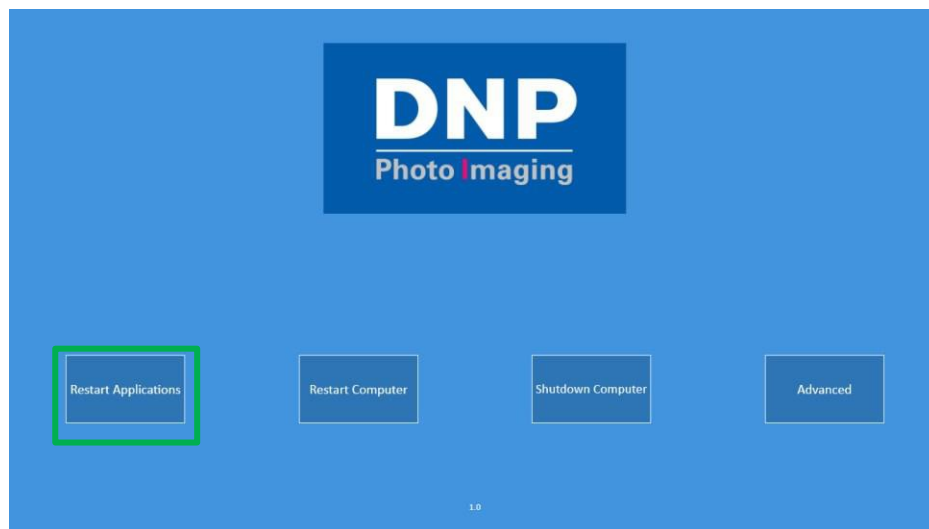 DNP
Photo Imaging
Restart Applications
Restart Computer
Shutdown Computer
Advanced
1.0